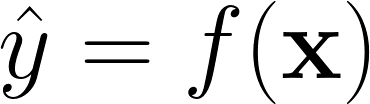 ŷ = f(𝐱)